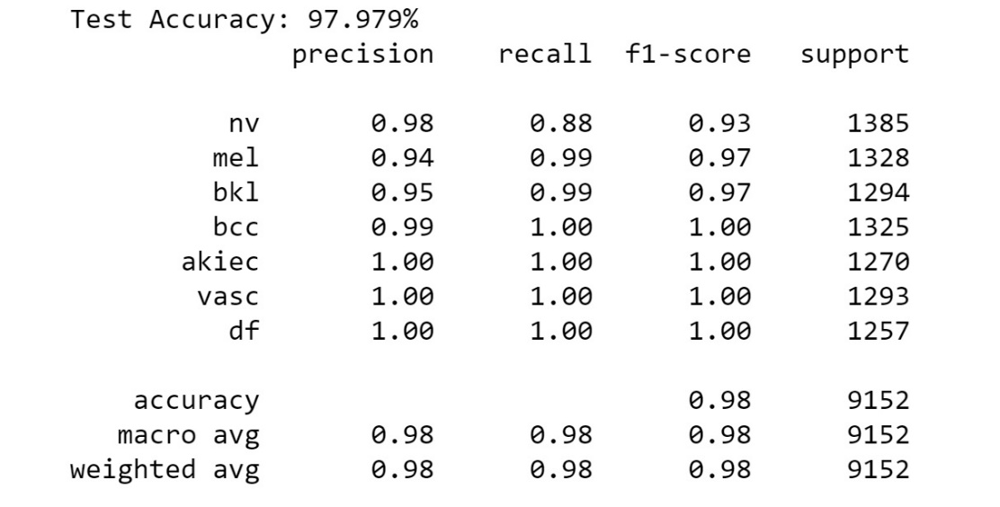 Test Accuracy: 97.979%
precision recall f1-score support
nv 0.98 0.88 0.93 1385
mel 0.94 0.99 0.97 1328
bkl 0.95 0.99 0.97 1294
bcc 0.99 1.00 1.00 1325
akiec 1.00 1.00 1.00 1270
vasc 1.00 1.00 1.00 1293
df 1.00 1.00 1.00 1257
accuracy 0.98 9152
macro avg 0.98 0.98 0.98 9152
weighted avg 0.98 0.98 0.98 9152